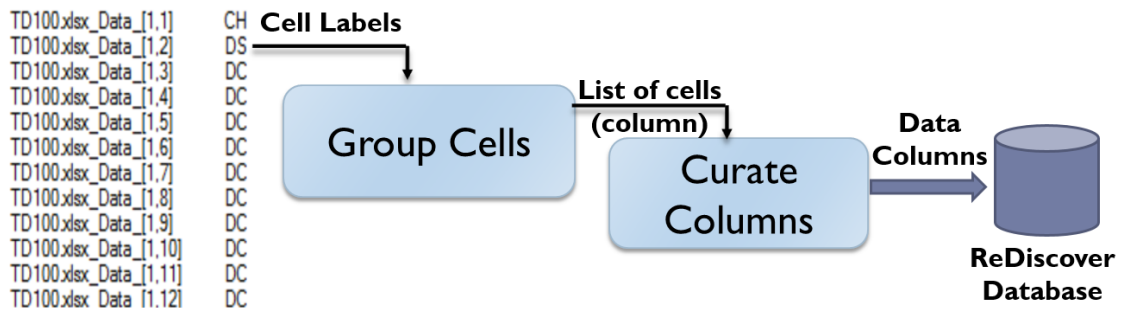 TD100.xlsx_Data_[1,1] CH
TD100.xlsx_Data_[1,2] DS
TD100.xlsx_Data_[1,3] DC
TD100.xlsx_Data_[1,4] DC
TD100.xlsx_Data_[1,5] DC
TD100.xlsx_Data_[1,6] DC
TD100.xlsx_Data_[1,7] DC
TD100.xlsx_Data_[1,8] DC
TD100.xlsx_Data_[1,9] DC
TD100.xlsx_Data_[1,10] DC
TD100.xlsx_Data_[1,11] DC
TD100.xlsx_Data_[1,12] DC
Cell Labels
Group Cells
List of cells
(column)
Curate
Columns
Data
Columns
ReDiscover
Database